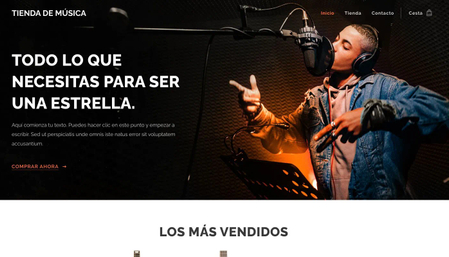 TIENDA DE MÚSICA
Inicio Tienda Contacto Cesta
TODO LO QUE
NECESITAS PARA SER
UNA ESTRELLA.
Aquí comienza tu texto. Puedes hacer clic en este punto y empezar a
escribir. Sed ut perspiciatis unde omnis iste natus error sit voluptatem
accusantium.
COMPRAR AHORA →
LOS MÁS VENDIDOS